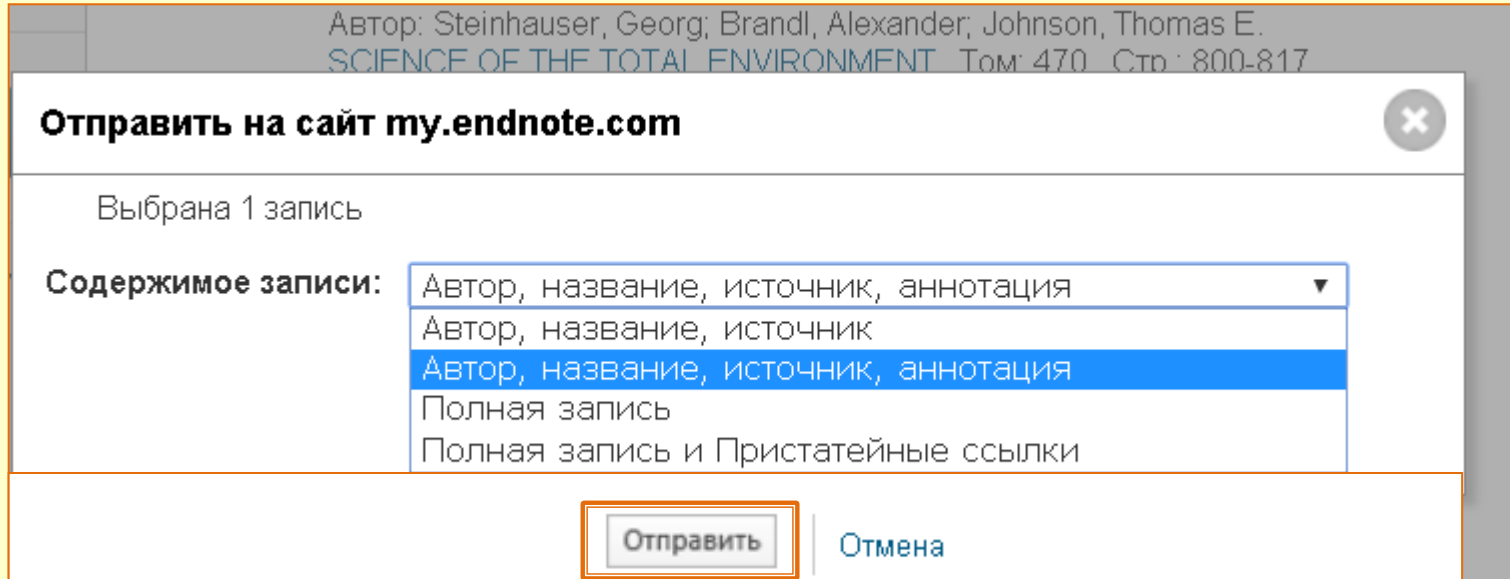 Автор: Steinhauser, Georg; Brandl, Alexander; Johnson, Thomas E.
SCIENCE OF THE TOTAL ENVIRONMENT Том: 470 Стр.: 800-817
Отправить на сайт my.endnote.com
Выбрана 1 запись
Содержимое записи: Автор, название, источник, аннотация
Автор, название, источник
Автор, название, источник, аннотация
Полная запись
Полная запись и Пристатейные ссылки
Отправить Отмена